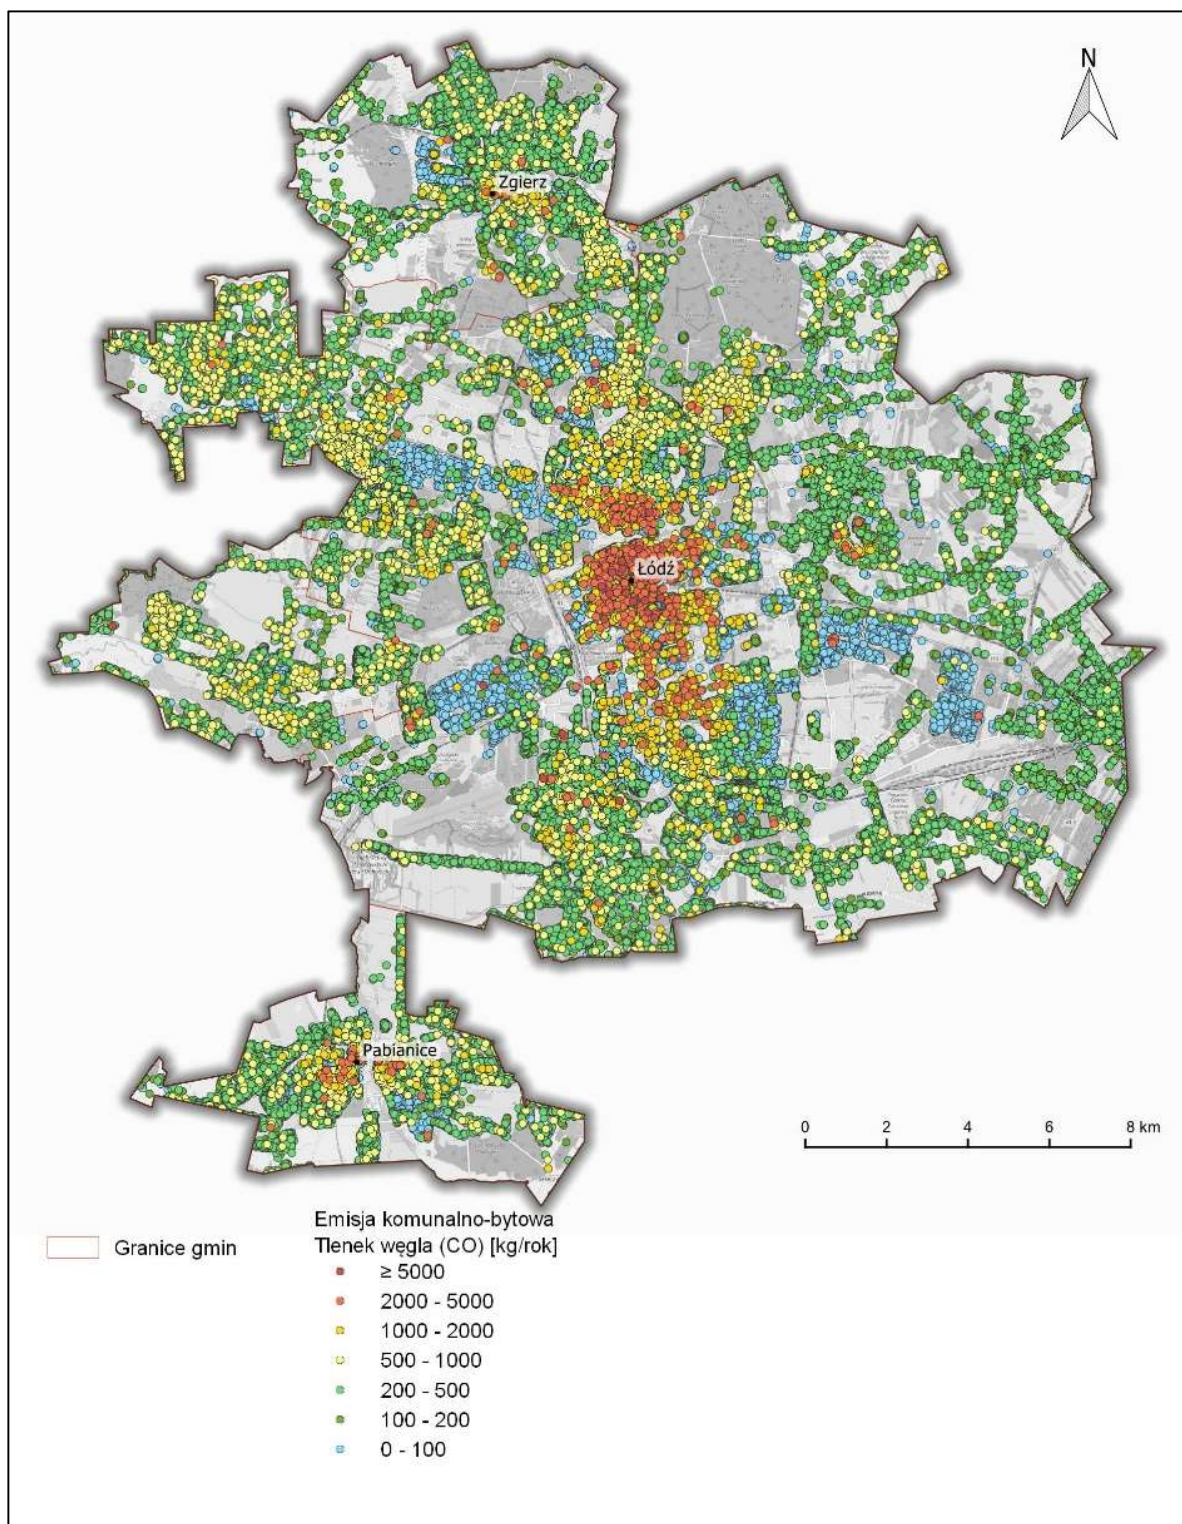 N
Zgierz
Łódź
Pabianice
0 2 4 6 8 km
Emisja komunalno-bytowa
Granice gmin
Tlenek węgla (CO) [kg/rok]
≥ 5000
2000 - 5000
1000 - 2000
500 - 1000
200 - 500
100 - 200
0 - 100